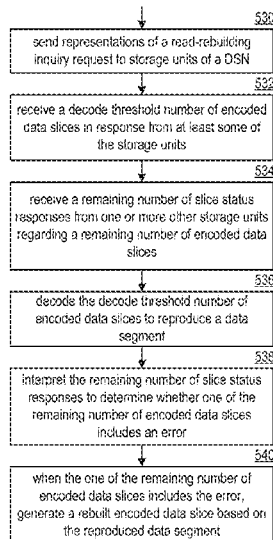 530
send representations of a read-rebuilding
inquiry request to storage units of a DSN
532
receive a decode threshold number of encoded
data slices in response from at least some
of the storage units
534
receive a remaining number of slice status
responses from one or more other storage units
regarding a remaining number of encoded data
slices
536
decode the decode threshold number of
encoded data slices to reproduce a data
segment
538
interpret the remaining number of slice status
responses to determine whether one of the
remaining number of encoded data slices
includes an error
540
when the one of the remaining number of
encoded data slices includes the error,
generate a rebuilt encoded data slice based on
the reproduced data segment